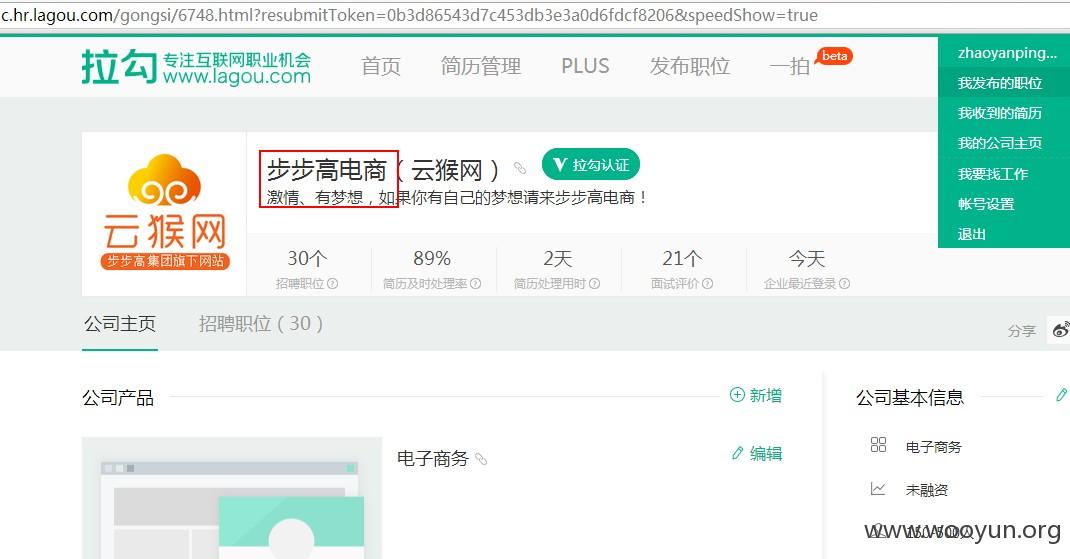 c.hr.lagou.com/gongsi/6748.html?resubmitToken=0b3d86543d7c453db3e3a0d6fdcf8206&speedShow=true
拉勾 专注互联网职业机会
www.lagou.com
首页 简历管理 PLUS 发布职位 一拍 beta
zhaoyanping...
我发布的职位
我收到的简历
我的公司主页
我要找工作
帐号设置
退出
云猴网
步步高集团旗下网站
步步高电商（云猴网） 拉勾认证
激情、有梦想，如果你有自己的梦想请来步步高电商！
30个 89% 2天 21个 今天
招聘职位 简历及时处理率 简历处理用时 面试评价 企业最近登录
公司主页 招聘职位（30）
分享
公司产品 新增
电子商务 编辑
公司基本信息
电子商务
未融资
www.wooyun.org